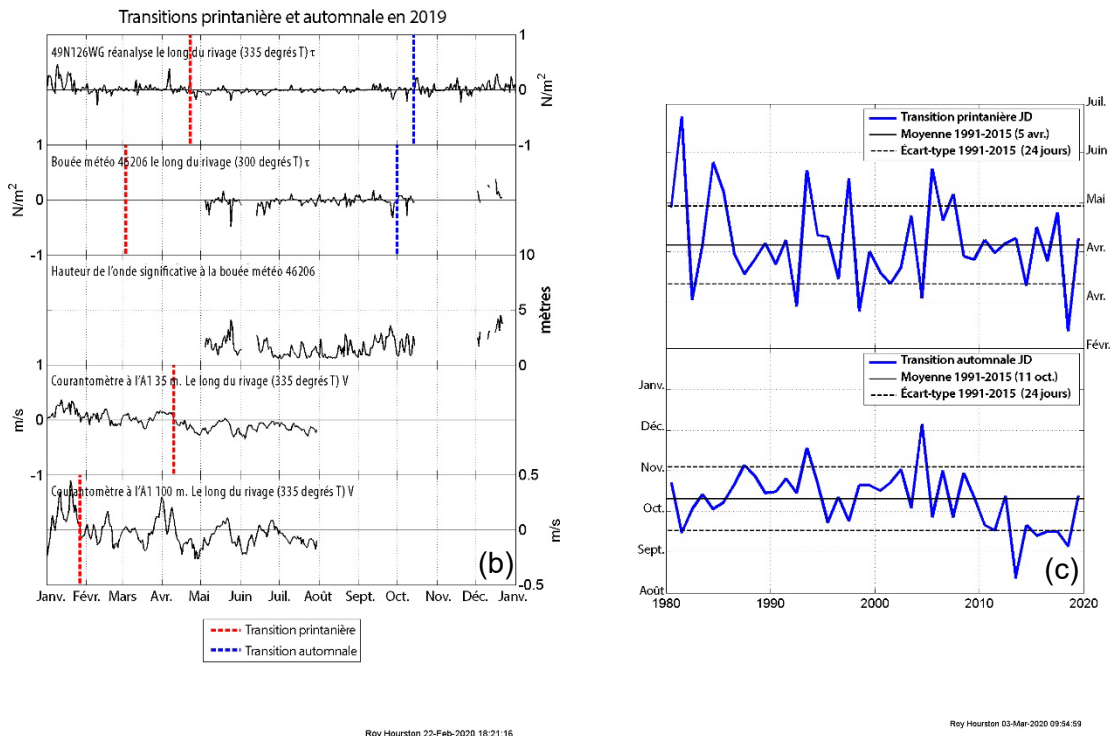 Transitions printanière et automnale en 2019
49N126WG réanalyse le long du rivage (335 degrés T) τ
1
0
-1
N/m²
Bouée météo 46206 le long du rivage (300 degrés T) τ
1
0
-1
N/m²
Hauteur de l'onde significative à la bouée météo 46206
10
5
0
mètres
Courantomètre à l'A1 35 m. Le long du rivage (335 degrés T) V
1
0
-1
m/s
Courantomètre à l'A1 100 m. Le long du rivage (335 degrés T) V
0.5
0
-0.5
m/s
(b)
Janv. Févr. Mars Avr. Mai Juin Juil. Août Sept. Oct. Nov. Déc. Janv.
Transition printanière
Transition automnale
Roy Hourston 22-Feb-2020 18:21:16
Transition printanière JD
Moyenne 1991-2015 (5 avr.)
Écart-type 1991-2015 (24 jours)
Juil.
Juin
Mai
Avr.
Avr.
Févr.
Transition automnale JD
Moyenne 1991-2015 (11 oct.)
Écart-type 1991-2015 (24 jours)
Janv.
Déc.
Nov.
Oct.
Sept.
Août
(c)
1980 1990 2000 2010 2020
Roy Hourston 03-Mar-2020 09:54:59